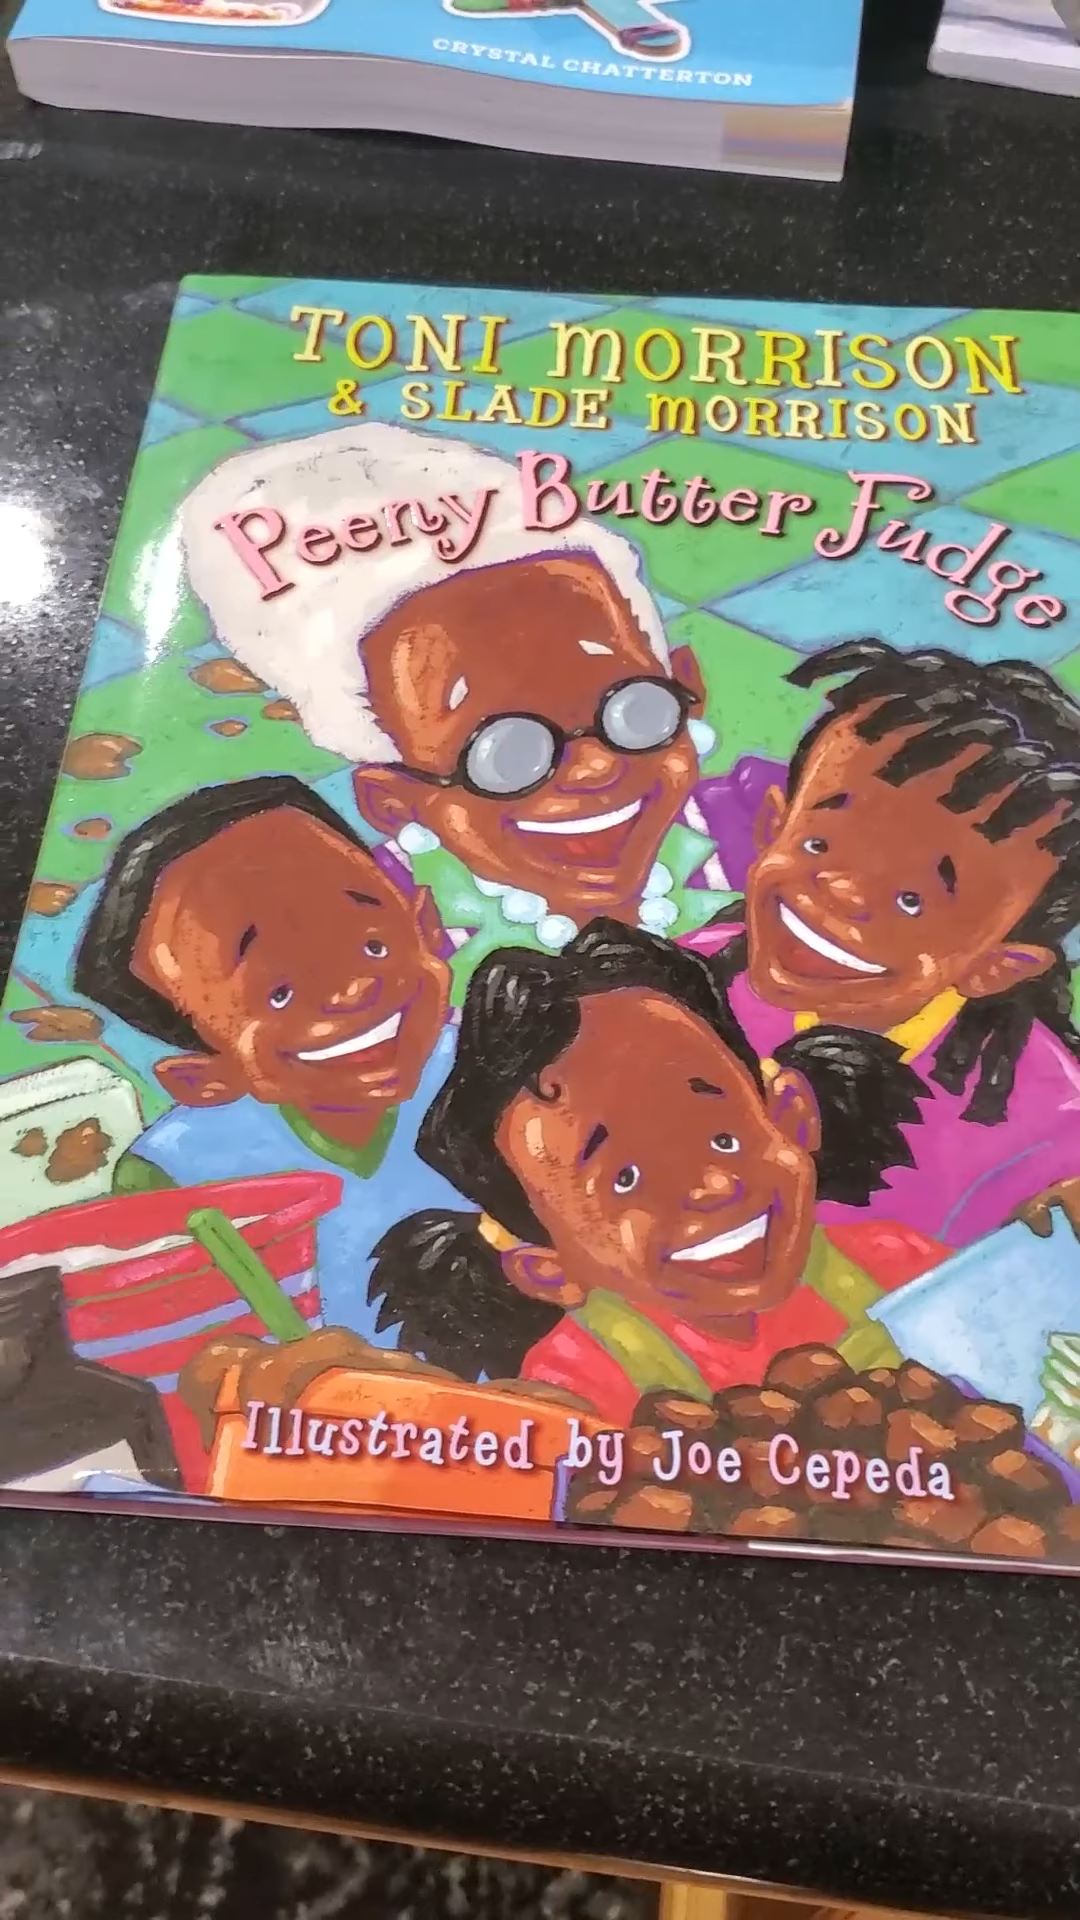 CRYSTAL CHATTERTON
TONI MORRISON
& SLADE MORRISON
Peeny Butter Fudge
Illustrated by Joe Cepeda